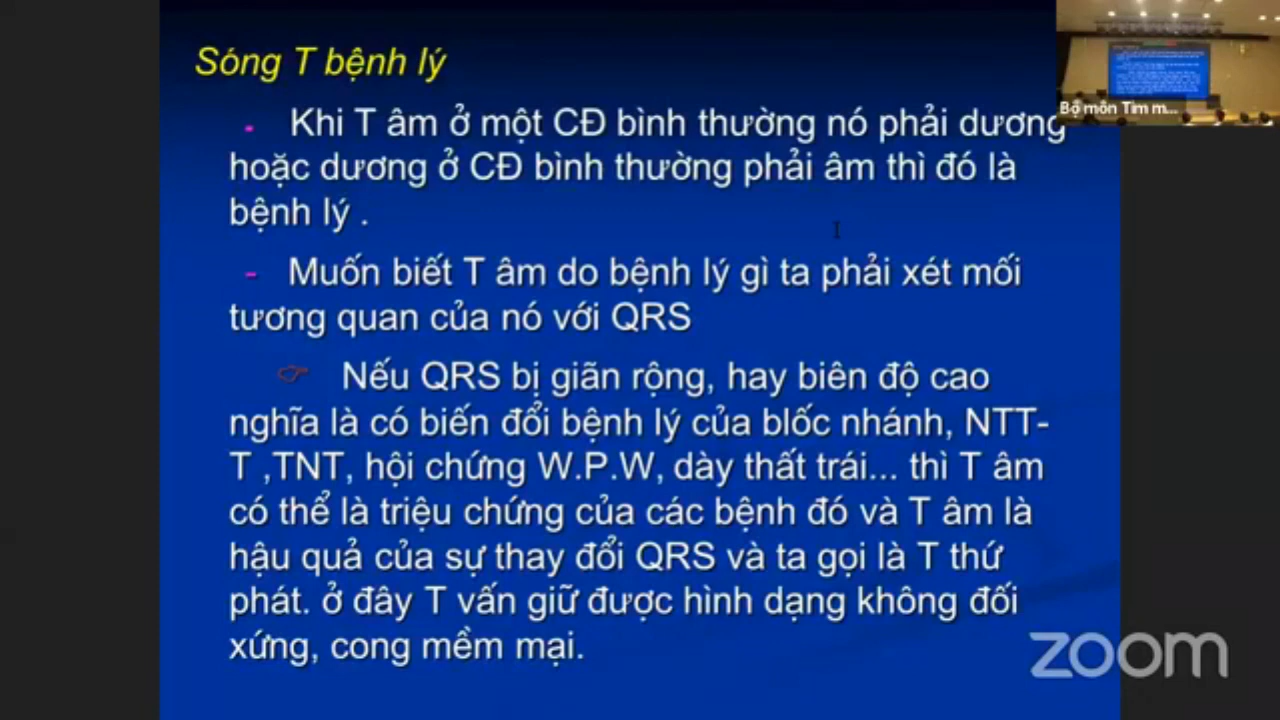 Sóng T bệnh lý
- Khi T âm ở một CĐ bình thường nó phải dương
hoặc dương ở CĐ bình thường phải âm thì đó là
bệnh lý .
- Muốn biết T âm do bệnh lý gì ta phải xét mối
tương quan của nó với QRS
☞ Nếu QRS bị giãn rộng, hay biên độ cao
nghĩa là có biến đổi bệnh lý của blốc nhánh, NTT-
T ,TNT, hội chứng W.P.W, dày thất trái... thì T âm
có thể là triệu chứng của các bệnh đó và T âm là
hậu quả của sự thay đổi QRS và ta gọi là T thứ
phát. ở đây T vấn giữ được hình dạng không đối
xứng, cong mềm mại.
Bộ môn Tim m...
zoom